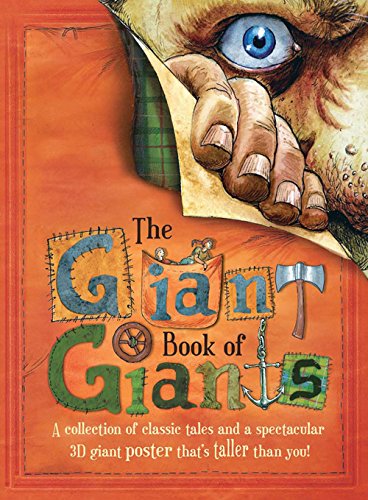 The
Giant
Book of
Giants
A collection of classic tales and a spectacular
3D giant poster that's taller than you!